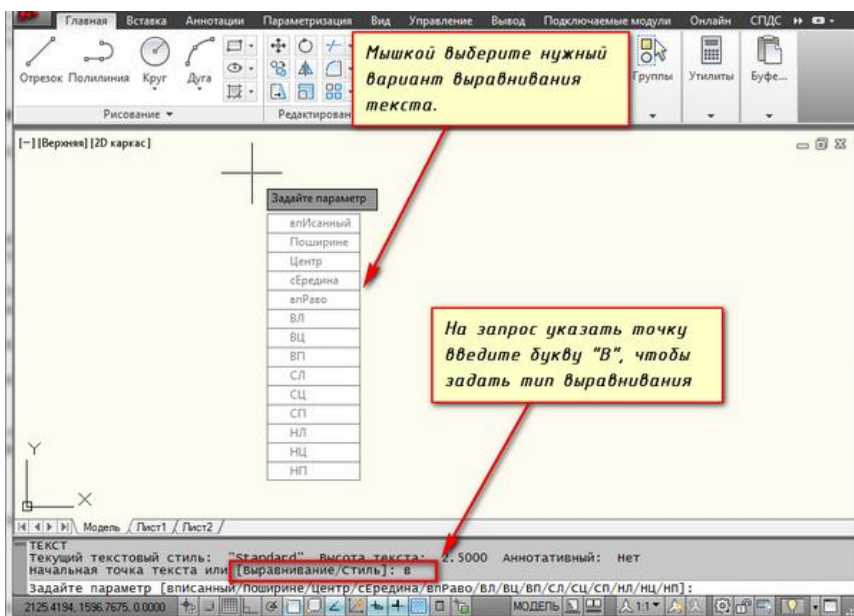 Главная Вставка Аннотации Параметризация Вид Управление Вывод Подключаемые модули Онлайн СПДС
Отрезок Полилиния Круг Дуга
Группы Утилиты Буфе...
Рисование Редактирован
Мышкой выберите нужный
вариант выравнивания
текста.
[−][Верхняя][2D каркас]
Задайте параметр
впИсанный
Поширине
Центр
сЕредина
впРаво
ВЛ
ВЦ
ВП
СЛ
СЦ
СП
НЛ
НЦ
НП
На запрос указать точку
введите букву "В", чтобы
задать тип выравнивания
Y
X
Модель Лист1 Лист2
ТЕКСТ
Текущий текстовый стиль: "Standard" Высота текста: 2.5000 Аннотативный: Нет
Начальная точка текста или [Выравнивание/Стиль]: в
Задайте параметр [впИсанный/Поширине/Центр/сЕредина/впРаво/ВЛ/ВЦ/ВП/СЛ/СЦ/СП/НЛ/НЦ/НП]:
2125.4194, 1596.7675, 0.0000 МОДЕЛЬ 1:1